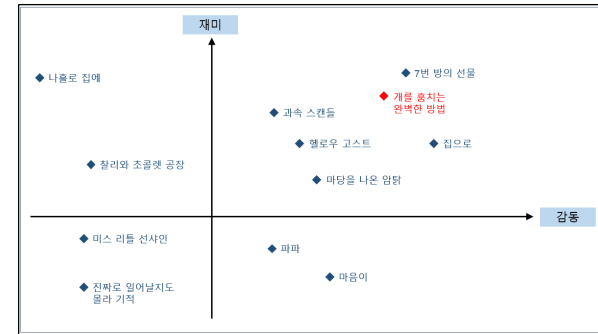 재미
7번 방의 선물
나홀로 집에
개를 훔치는
완벽한 방법
과속 스캔들
헬로우 고스트
집으로
찰리와 초콜렛 공장
마당을 나온 암탉
감동
미스 리틀 선샤인
파파
마음이
진짜로 일어날지도
몰라 기적